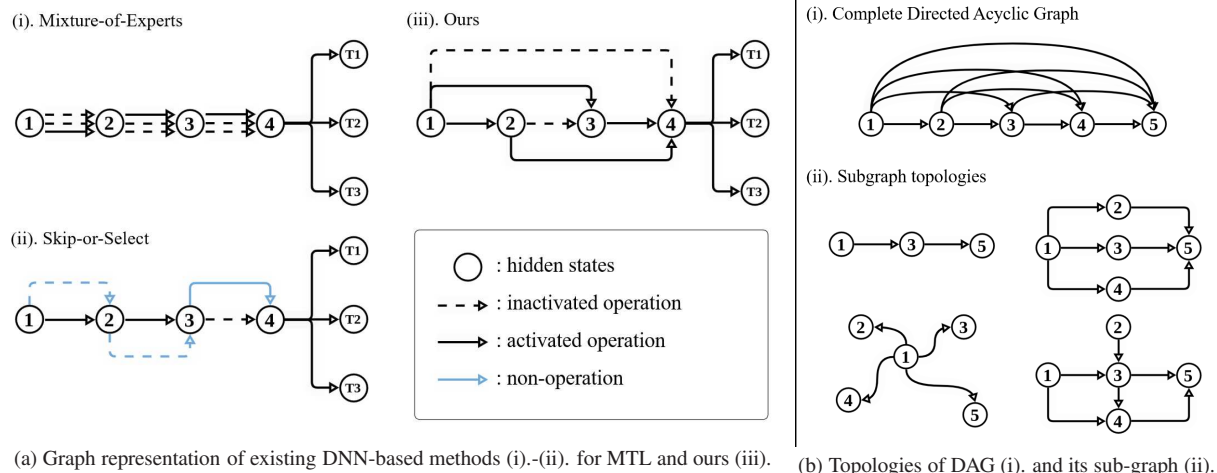 (i). Mixture-of-Experts
1 2 3 4
T1
T2
T3
(ii). Skip-or-Select
1 2 3 4
T1
T2
T3
(iii). Ours
1 2 3 4
T1
T2
T3
: hidden states
: inactivated operation
: activated operation
: non-operation
(a) Graph representation of existing DNN-based methods (i).-(ii). for MTL and ours (iii).
(i). Complete Directed Acyclic Graph
1 2 3 4 5
(ii). Subgraph topologies
1 3 5
2
1 3 5
4
2 3
1
4 5
2
1 3 5
4
(b) Topologies of DAG (i). and its sub-graph (ii).